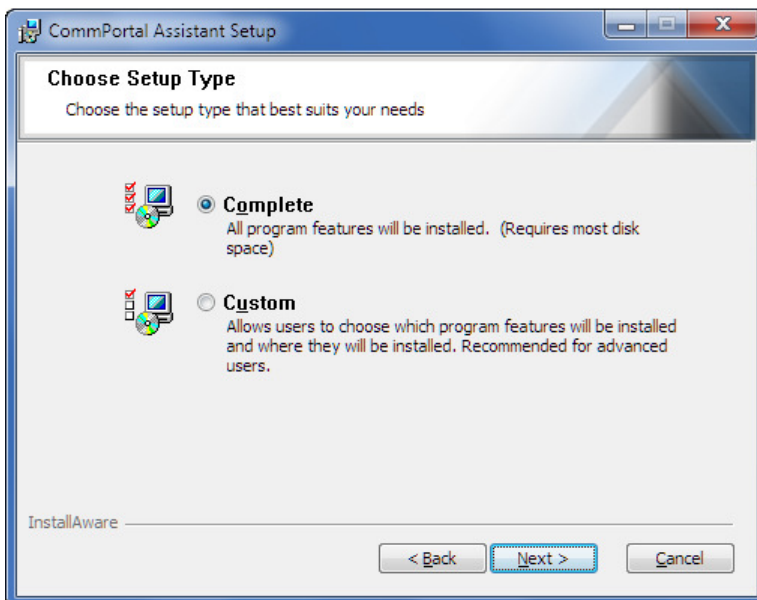 CommPortal Assistant Setup
Choose Setup Type
Choose the setup type that best suits your needs
Complete
All program features will be installed. (Requires most disk
space)
Custom
Allows users to choose which program features will be installed
and where they will be installed. Recommended for advanced
users.
InstallAware
< Back
Next >
Cancel